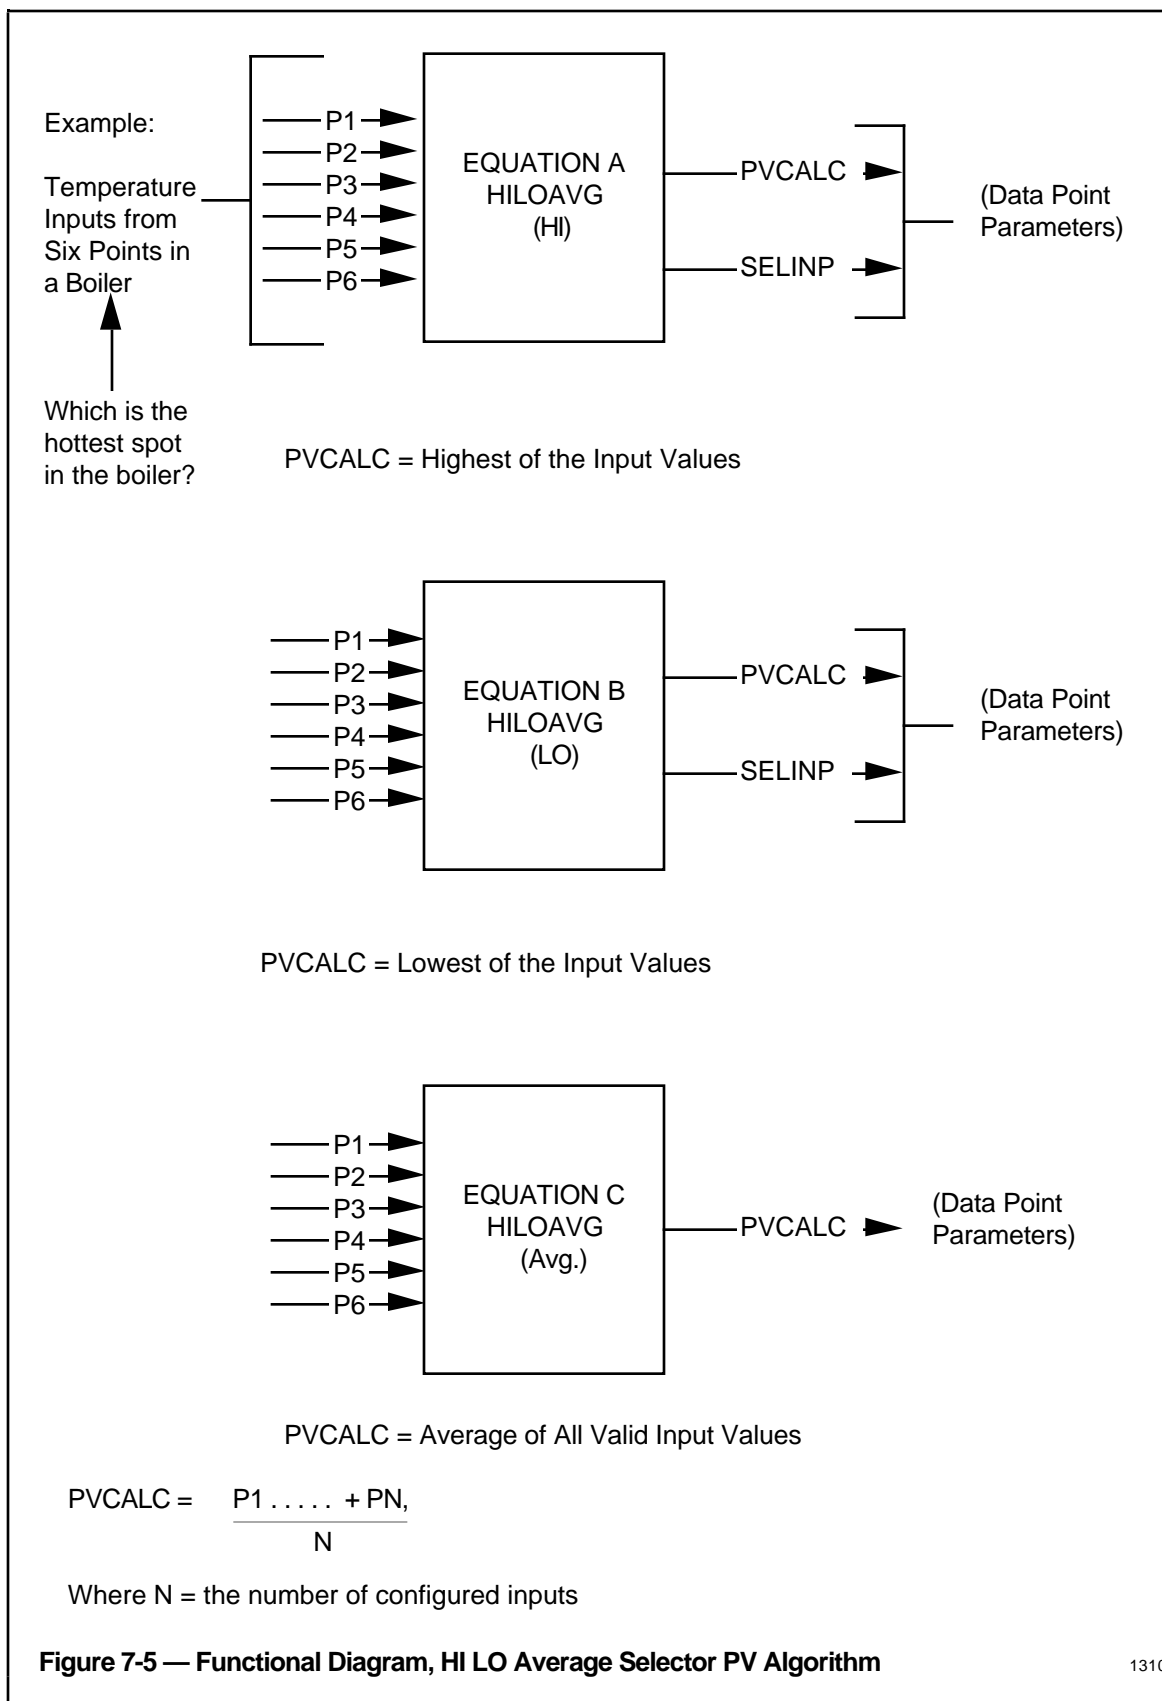 Example:
Temperature
Inputs from
Six Points in
a Boiler
Which is the
hottest spot
in the boiler?
P1
P2
P3
P4
P5
P6
EQUATION A
HILOAVG
(HI)
PVCALC
SELINP
(Data Point
Parameters)
PVCALC = Highest of the Input Values
P1
P2
P3
P4
P5
P6
EQUATION B
HILOAVG
(LO)
PVCALC
SELINP
(Data Point
Parameters)
PVCALC = Lowest of the Input Values
P1
P2
P3
P4
P5
P6
EQUATION C
HILOAVG
(Avg.)
PVCALC
(Data Point
Parameters)
PVCALC = Average of All Valid Input Values
PVCALC = P1 . . . . . + PN,
N
Where N = the number of configured inputs
Figure 7-5 — Functional Diagram, HI LO Average Selector PV Algorithm
1310